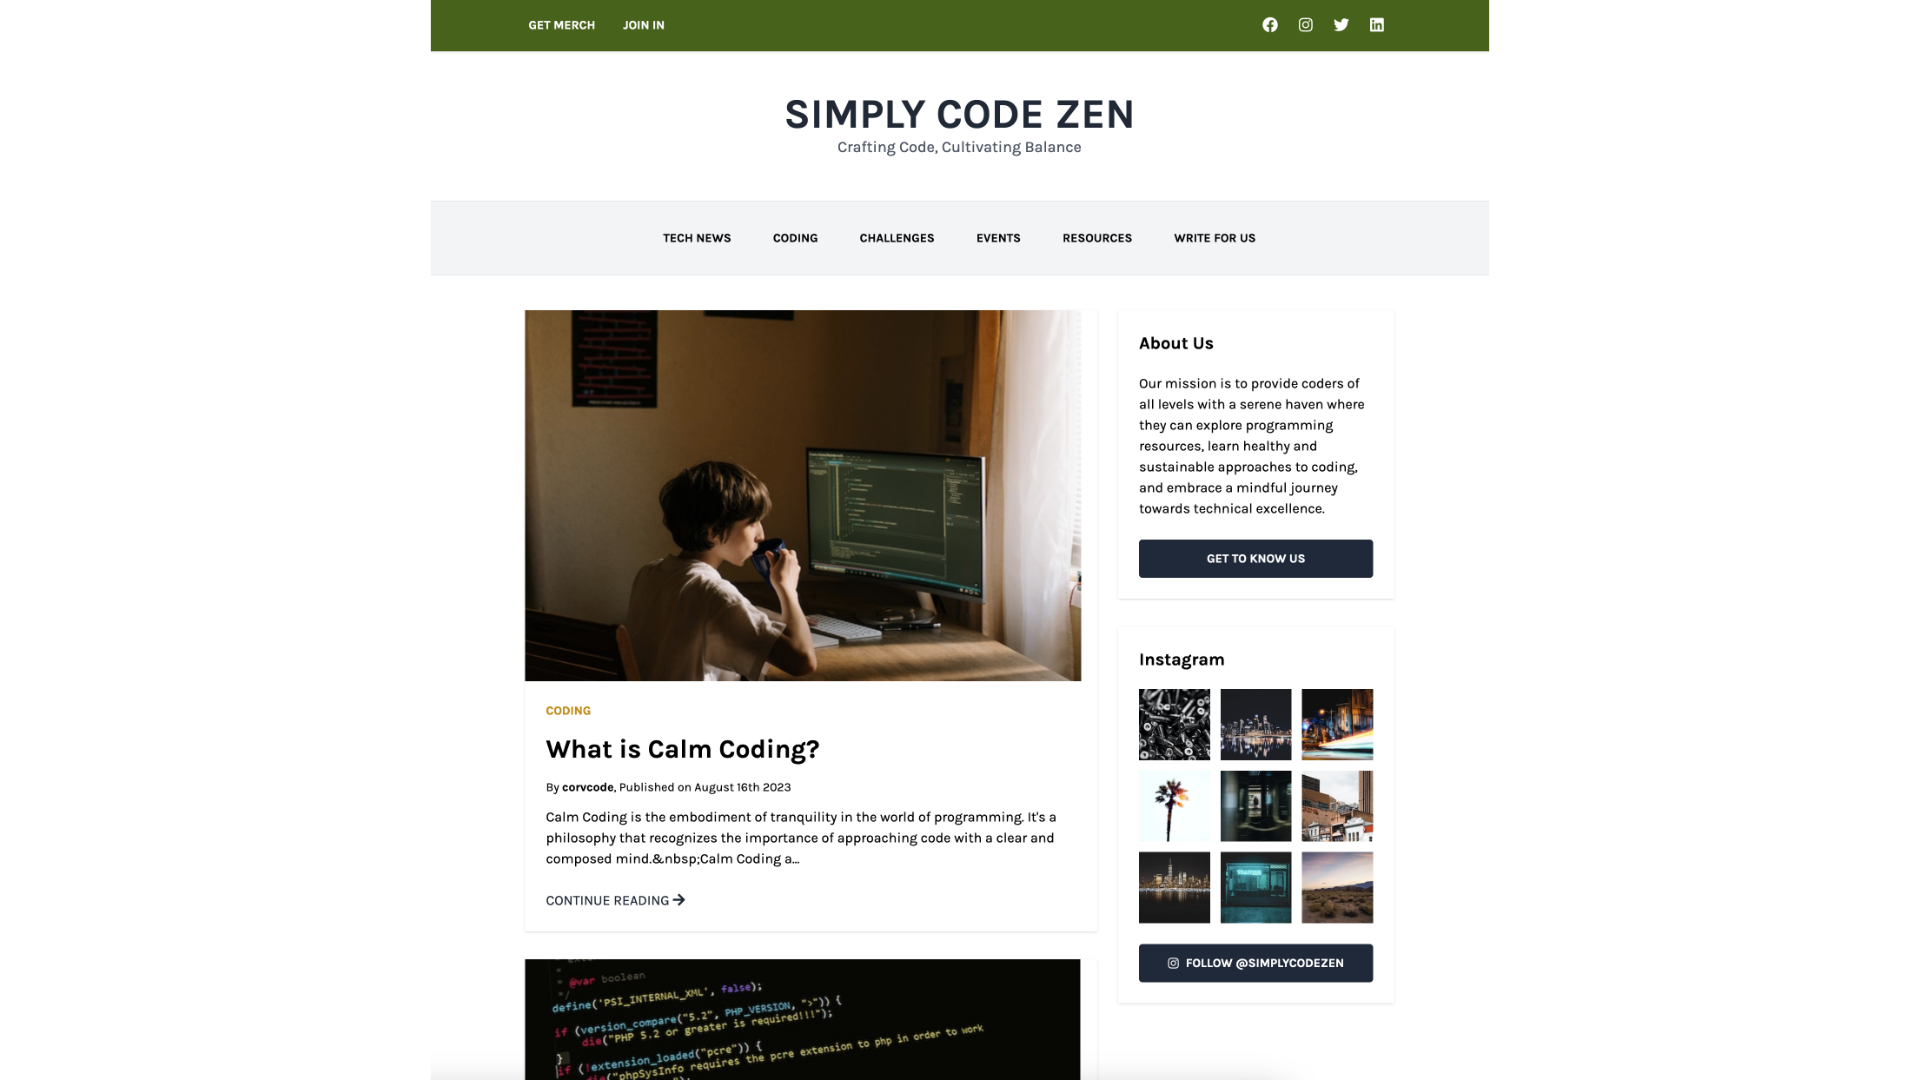 GET MERCH JOIN IN
SIMPLY CODE ZEN
Crafting Code, Cultivating Balance
TECH NEWS CODING CHALLENGES EVENTS RESOURCES WRITE FOR US
CODING
What is Calm Coding?
By corvcode, Published on August 16th 2023
Calm Coding is the embodiment of tranquility in the world of programming. It's a
philosophy that recognizes the importance of approaching code with a clear and
composed mind.&nbsp;Calm Coding a...
CONTINUE READING
* @var boolean
*/
define('PSI_INTERNAL_XML', false);
if (version_compare("5.2", PHP_VERSION, ">")) {
die("PHP 5.2 or greater is required!!!");
}
if (!extension_loaded("pcre")) {
die("phpSysInfo requires the pcre extension to php in order to work
About Us
Our mission is to provide coders of
all levels with a serene haven where
they can explore programming
resources, learn healthy and
sustainable approaches to coding,
and embrace a mindful journey
towards technical excellence.
GET TO KNOW US
Instagram
FOLLOW @SIMPLYCODEZEN